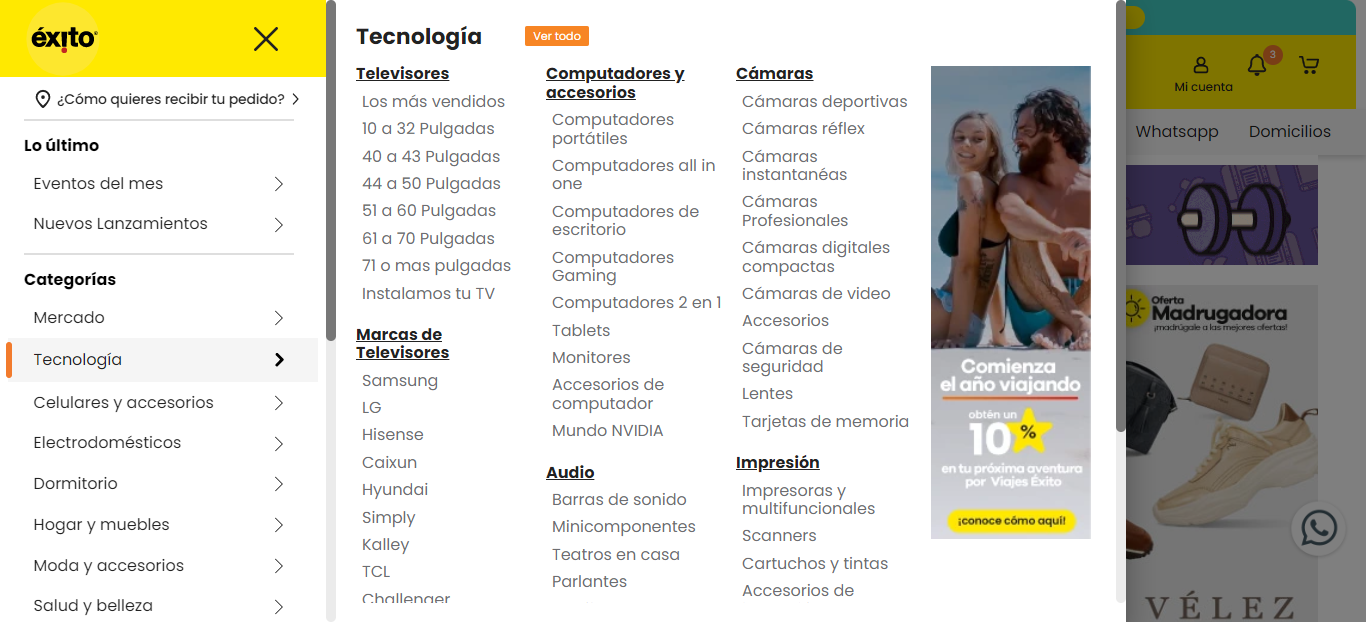 éxito
¿Cómo quieres recibir tu pedido?
Lo último
Eventos del mes
Nuevos Lanzamientos
Categorías
Mercado
Tecnología
Celulares y accesorios
Electrodomésticos
Dormitorio
Hogar y muebles
Moda y accesorios
Salud y belleza
Tecnología
Ver todo
Televisores
Los más vendidos
10 a 32 Pulgadas
40 a 43 Pulgadas
44 a 50 Pulgadas
51 a 60 Pulgadas
61 a 70 Pulgadas
71 o mas pulgadas
Instalamos tu TV
Marcas de
Televisores
Samsung
LG
Hisense
Caixun
Hyundai
Simply
Kalley
TCL
Challenger
Computadores y
accesorios
Computadores
portátiles
Computadores all in
one
Computadores de
escritorio
Computadores
Gaming
Computadores 2 en 1
Tablets
Monitores
Accesorios de
computador
Mundo NVIDIA
Audio
Barras de sonido
Minicomponentes
Teatros en casa
Parlantes
Cámaras
Cámaras deportivas
Cámaras réflex
Cámaras
instantanéas
Cámaras
Profesionales
Cámaras digitales
compactas
Cámaras de video
Accesorios
Cámaras de
seguridad
Lentes
Tarjetas de memoria
Impresión
Impresoras y
multifuncionales
Scanners
Cartuchos y tintas
Accesorios de
Comienza
el año viajando
obtén un
10%
en tu próxima aventura
por Viajes Éxito
¡conoce cómo aquí!
3
Mi cuenta
Whatsapp
Domicilios
Oferta
Madrugadora
¡madrúgale a las mejores ofertas!
VÉLEZ